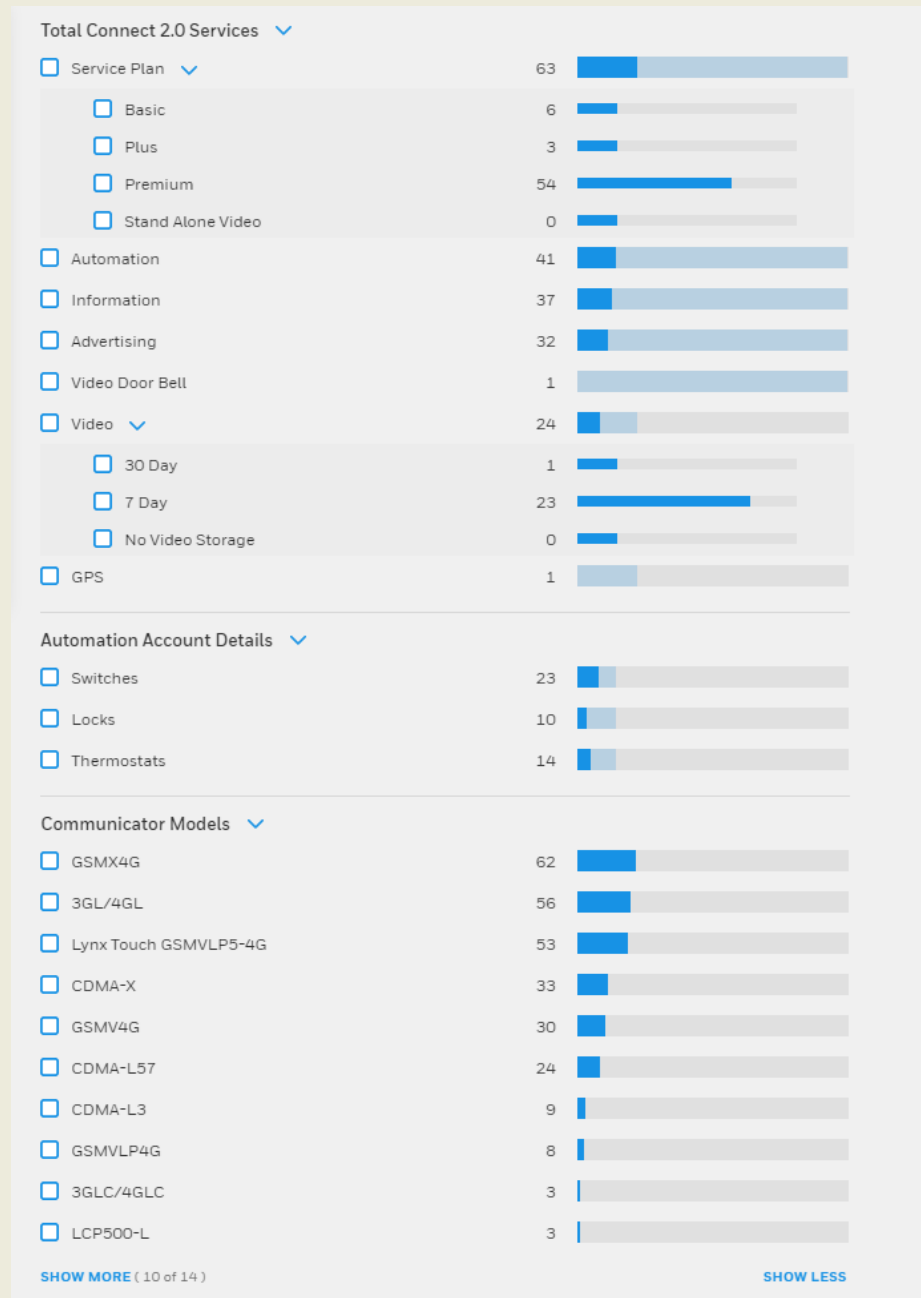 Total Connect 2.0 Services
Service Plan 63
Basic 6
Plus 3
Premium 54
Stand Alone Video 0
Automation 41
Information 37
Advertising 32
Video Door Bell 1
Video 24
30 Day 1
7 Day 23
No Video Storage 0
GPS 1
Automation Account Details
Switches 23
Locks 10
Thermostats 14
Communicator Models
GSMX4G 62
3GL/4GL 56
Lynx Touch GSMVLP5-4G 53
CDMA-X 33
GSMV4G 30
CDMA-L57 24
CDMA-L3 9
GSMVLP4G 8
3GLC/4GLC 3
LCP500-L 3
SHOW MORE ( 10 of 14 ) SHOW LESS